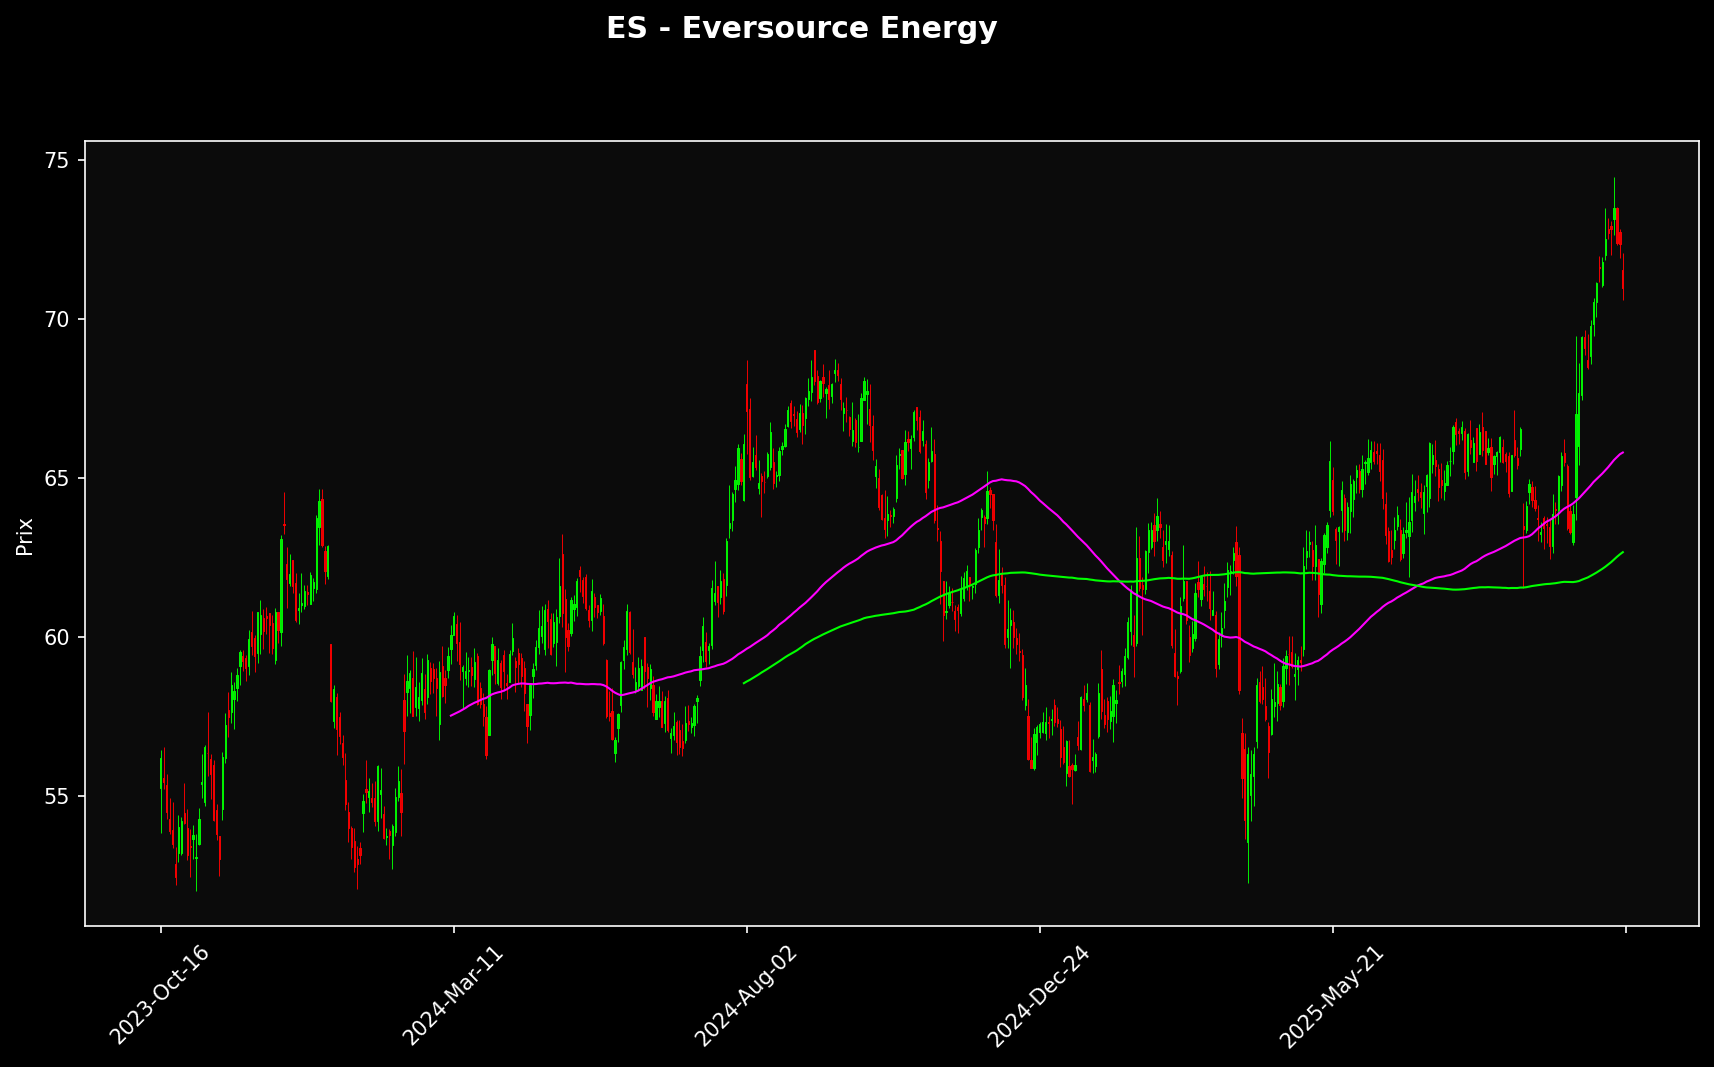 ES - Eversource Energy
Prix
75
70
65
60
55
2023-Oct-16
2024-Mar-11
2024-Aug-02
2024-Dec-24
2025-May-21